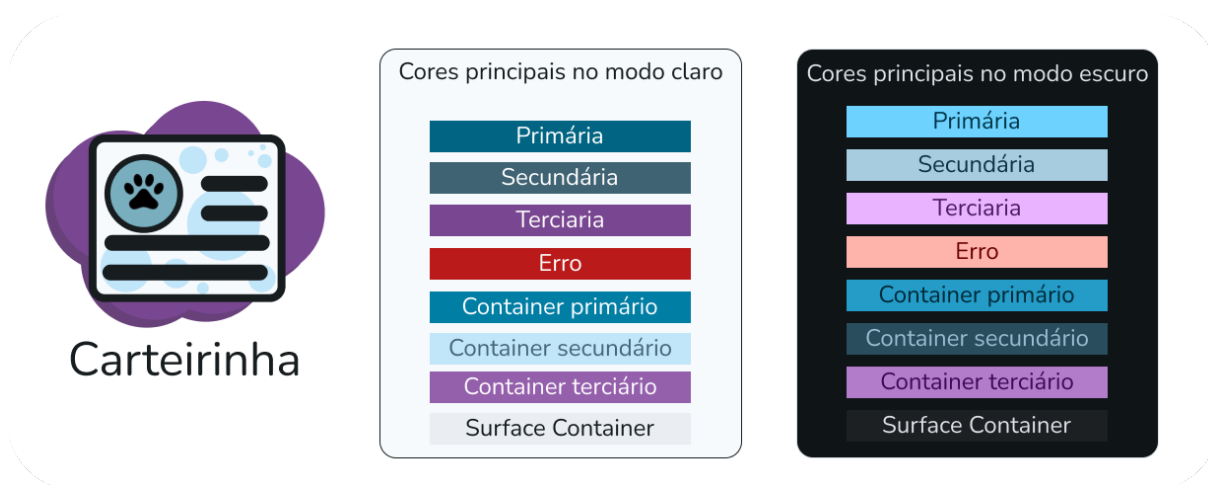 Carteirinha
Cores principais no modo claro
Primária
Secundária
Terciaria
Erro
Container primário
Container secundário
Container terciário
Surface Container
Cores principais no modo escuro
Primária
Secundária
Terciaria
Erro
Container primário
Container secundário
Container terciário
Surface Container